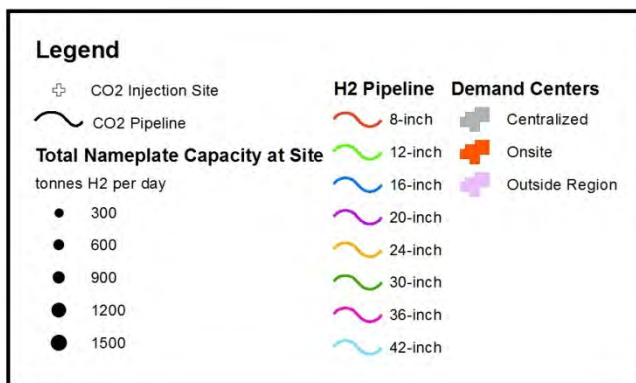 Legend
CO2 Injection Site
CO2 Pipeline
Total Nameplate Capacity at Site
tonnes H2 per day
300
600
900
1200
1500
H2 Pipeline
8-inch
12-inch
16-inch
20-inch
24-inch
30-inch
36-inch
42-inch
Demand Centers
Centralized
Onsite
Outside Region